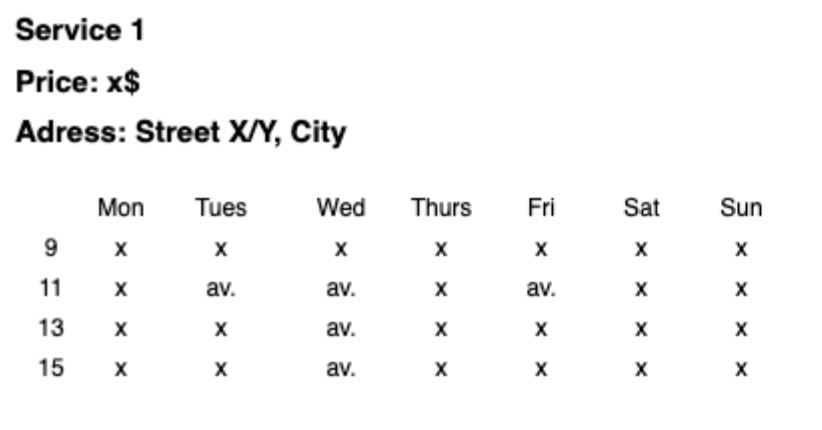 Service 1
Price: x$
Adress: Street X/Y, City
Mon Tues Wed Thurs Fri Sat Sun
9 x x x x x x x
11 x av. av. x av. x x
13 x x av. x x x x
15 x x av. x x x x